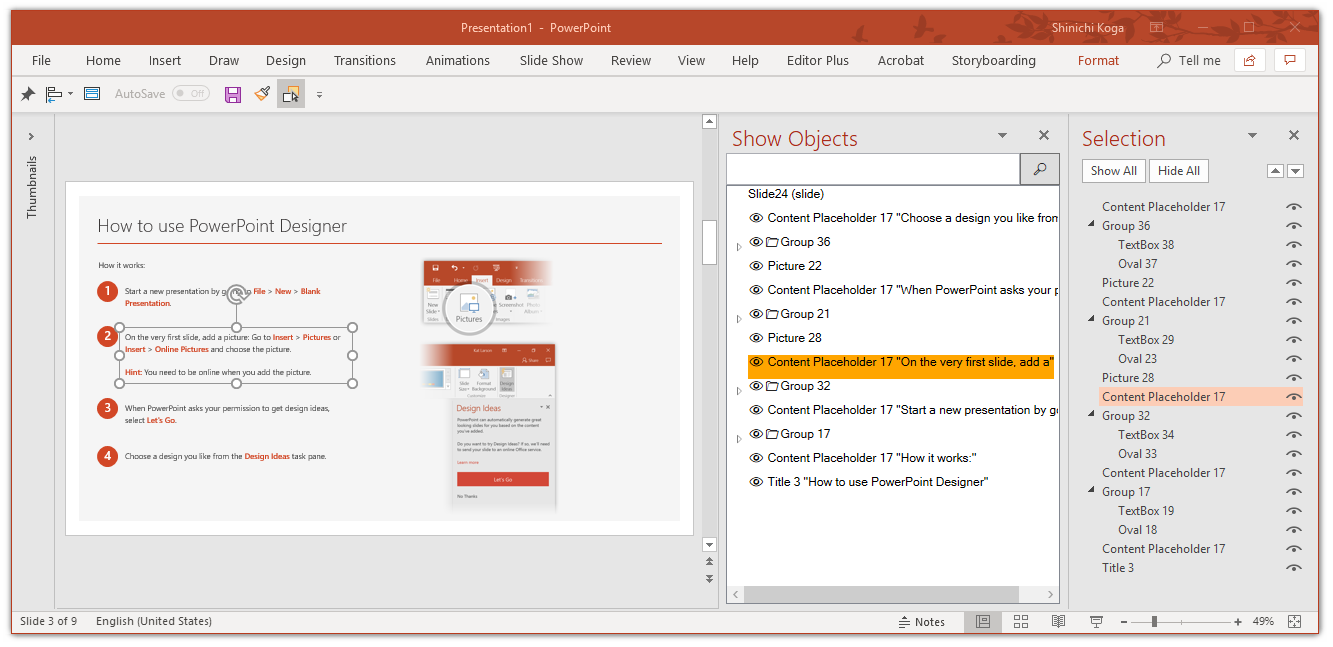 Presentation1 - PowerPoint
Shinichi Koga
File Home Insert Draw Design Transitions Animations Slide Show Review View Help Editor Plus Acrobat Storyboarding Format Tell me
AutoSave Off
Thumbnails
How to use PowerPoint Designer
How it works:
1 Start a new presentation by to File > New > Blank
Presentation.
2 On the very first slide, add a picture: Go to Insert > Pictures or
Insert > Online Pictures and choose the picture.
Hint: You need to be online when you add the picture.
3 When PowerPoint asks your permission to get design ideas,
select Let's Go.
4 Choose a design you like from the Design Ideas task pane.
File Home Insert Design Transitions
New Screenshot Photo
Slide Album
Pictures
Slides Images
Share
Slide Format Design
Size Background Ideas
Customize Designer
Design Ideas
PowerPoint can automatically generate great
looking slides for you based on the content
you've added.
Do you want to try Design Ideas? If so, we'll need
to send your slide to an online Office service.
Learn more
Let's Go
No Thanks
Show Objects
Slide24 (slide)
Content Placeholder 17 "Choose a design you like from
Group 36
Picture 22
Content Placeholder 17 "When PowerPoint asks your p
Group 21
Picture 28
Content Placeholder 17 "On the very first slide, add a"
Group 32
Content Placeholder 17 "Start a new presentation by go
Group 17
Content Placeholder 17 "How it works:"
Title 3 "How to use PowerPoint Designer"
Selection
Show All Hide All
Content Placeholder 17
Group 36
TextBox 38
Oval 37
Picture 22
Content Placeholder 17
Group 21
TextBox 29
Oval 23
Picture 28
Content Placeholder 17
Group 32
TextBox 34
Oval 33
Content Placeholder 17
Group 17
TextBox 19
Oval 18
Content Placeholder 17
Title 3
Slide 3 of 9 English (United States) Notes 49%